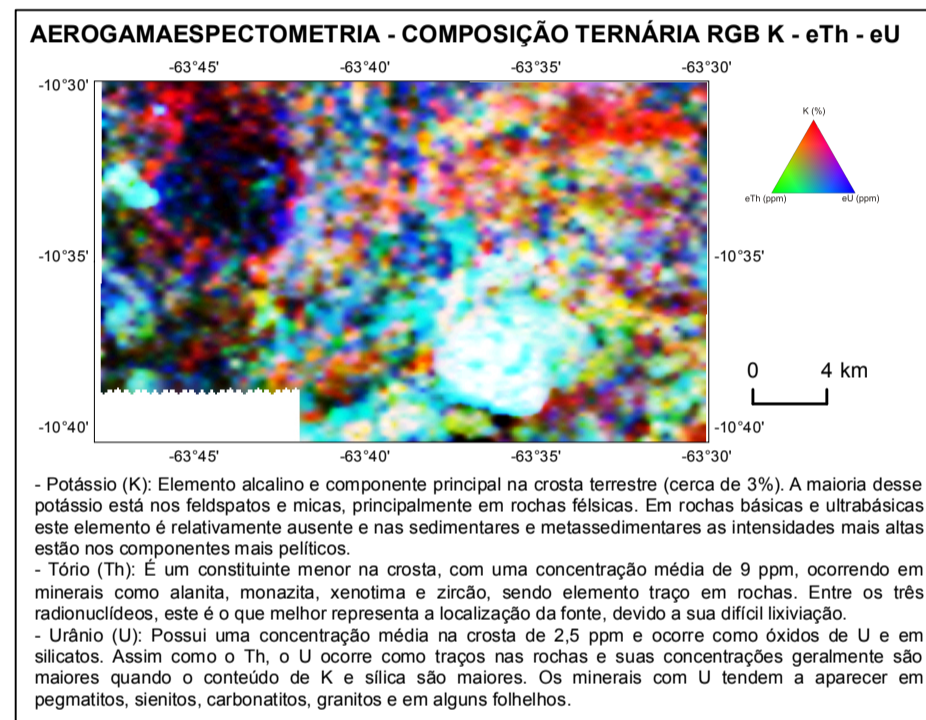 AEROGAMAESPECTOMETRIA - COMPOSIÇÃO TERNÁRIA RGB K - eTh - eU
-63°45' -63°40' -63°35' -63°30'
-10°30'
K (%)
eTh (ppm) eU (ppm)
-10°35' -10°35'
0 4 km
-10°40' -10°40'
-63°45' -63°40' -63°35' -63°30'
- Potássio (K): Elemento alcalino e componente principal na crosta terrestre (cerca de 3%). A maioria desse
potássio está nos feldspatos e micas, principalmente em rochas félsicas. Em rochas básicas e ultrabásicas
este elemento é relativamente ausente e nas sedimentares e metassedimentares as intensidades mais altas
estão nos componentes mais pelíticos.
- Tório (Th): É um constituinte menor na crosta, com uma concentração média de 9 ppm, ocorrendo em
minerais como alanita, monazita, xenotima e zircão, sendo elemento traço em rochas. Entre os três
radionuclídeos, este é o que melhor representa a localização da fonte, devido a sua difícil lixiviação.
- Urânio (U): Possui uma concentração média na crosta de 2,5 ppm e ocorre como óxidos de U e em
silicatos. Assim como o Th, o U ocorre como traços nas rochas e suas concentrações geralmente são
maiores quando o conteúdo de K e sílica são maiores. Os minerais com U tendem a aparecer em
pegmatitos, sienitos, carbonatitos, granitos e em alguns folhelhos.